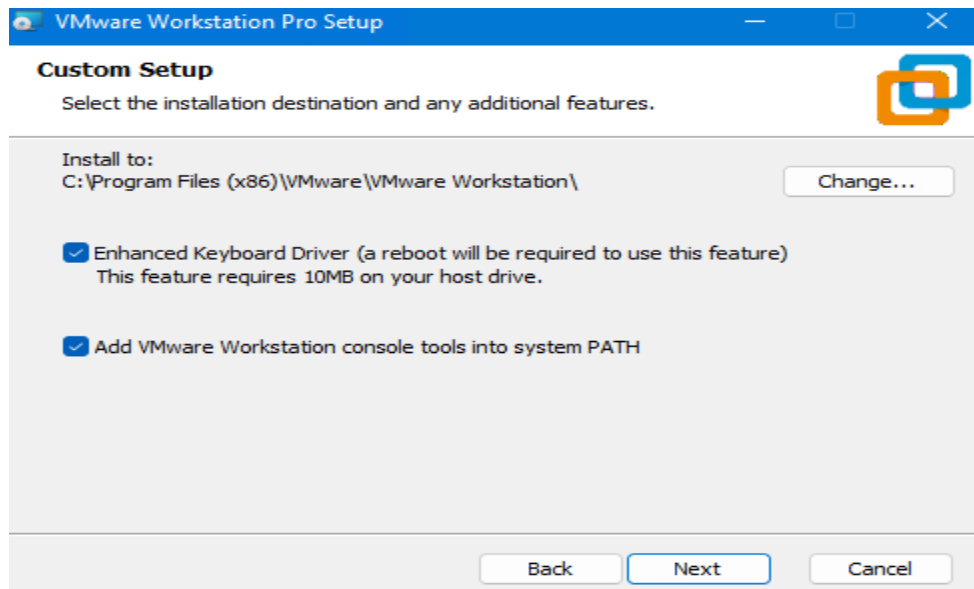 VMware Workstation Pro Setup
Custom Setup
Select the installation destination and any additional features.
Install to:
C:\Program Files (x86)\VMware\VMware Workstation\
Change...
Enhanced Keyboard Driver (a reboot will be required to use this feature)
This feature requires 10MB on your host drive.
Add VMware Workstation console tools into system PATH
Back Next Cancel